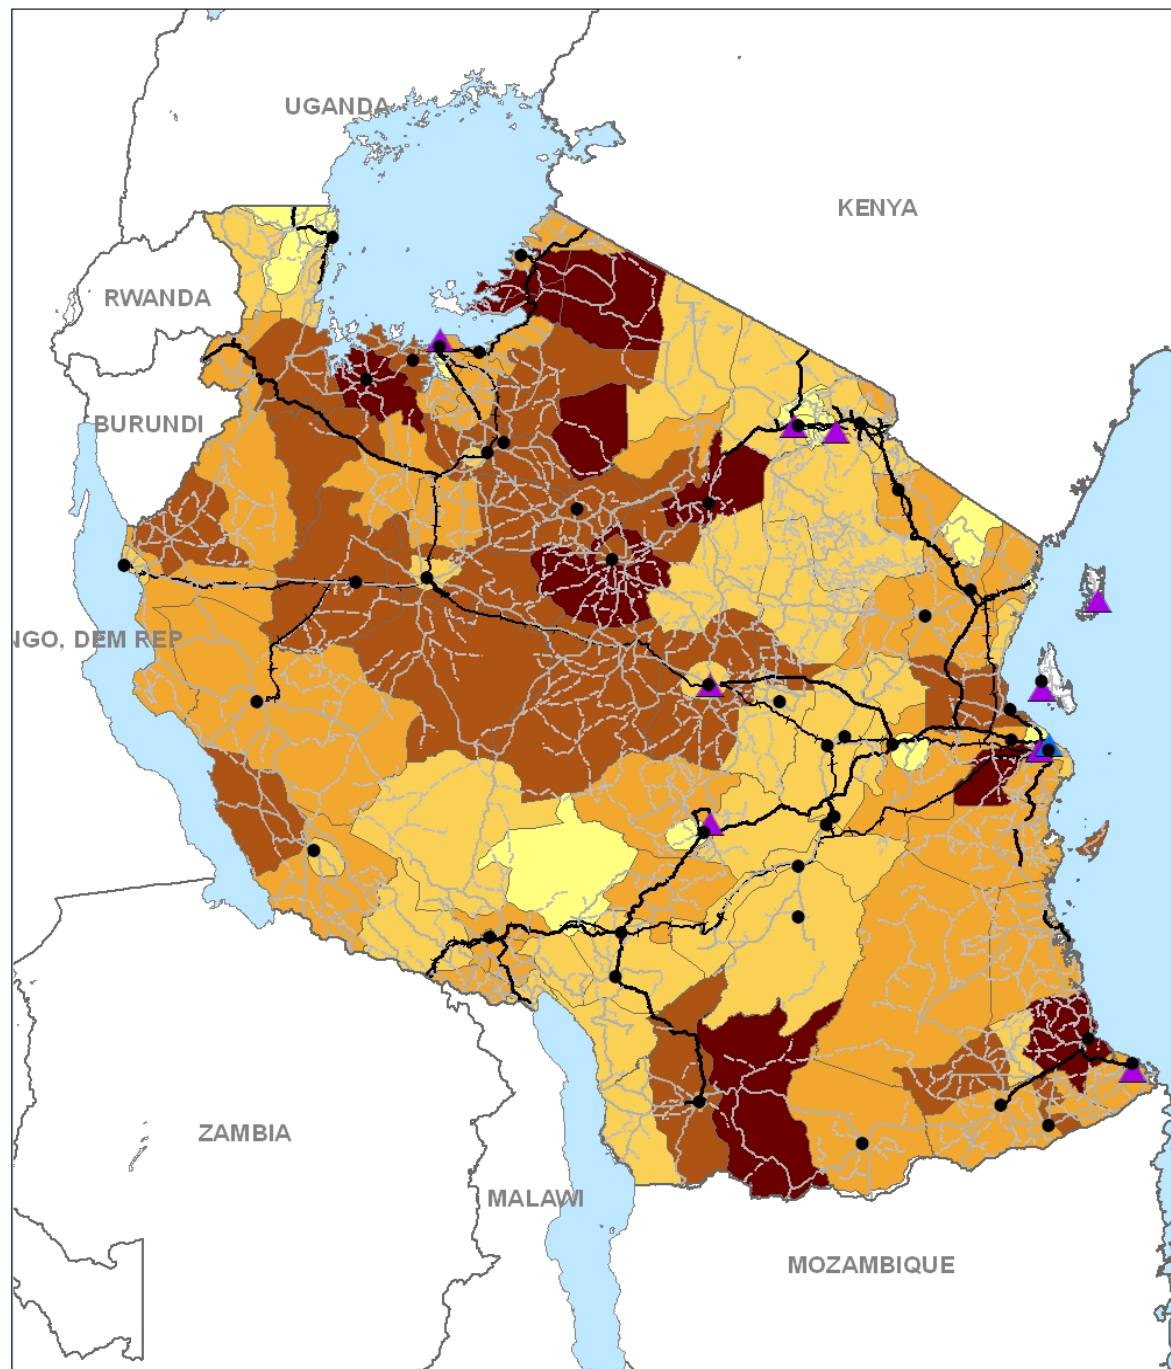 UGANDA
KENYA
RWANDA
BURUNDI
NGO, DEM REP
ZAMBIA
MALAWI
MOZAMBIQUE